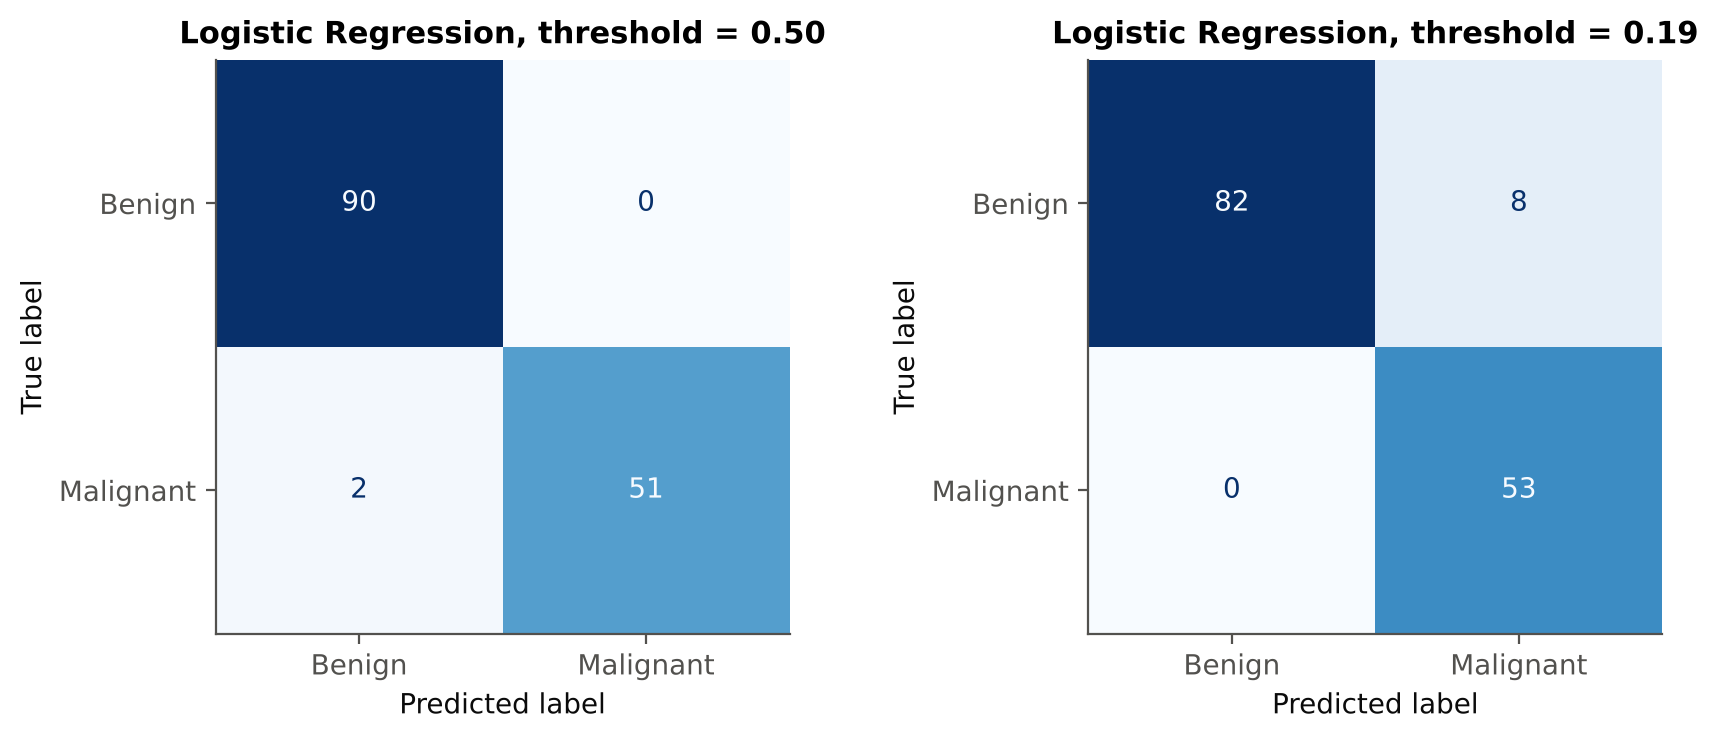 Logistic Regression, threshold = 0.50
True label
Benign
90
0
Malignant
2
51
Benign
Malignant
Predicted label
Logistic Regression, threshold = 0.19
True label
Benign
82
8
Malignant
0
53
Benign
Malignant
Predicted label